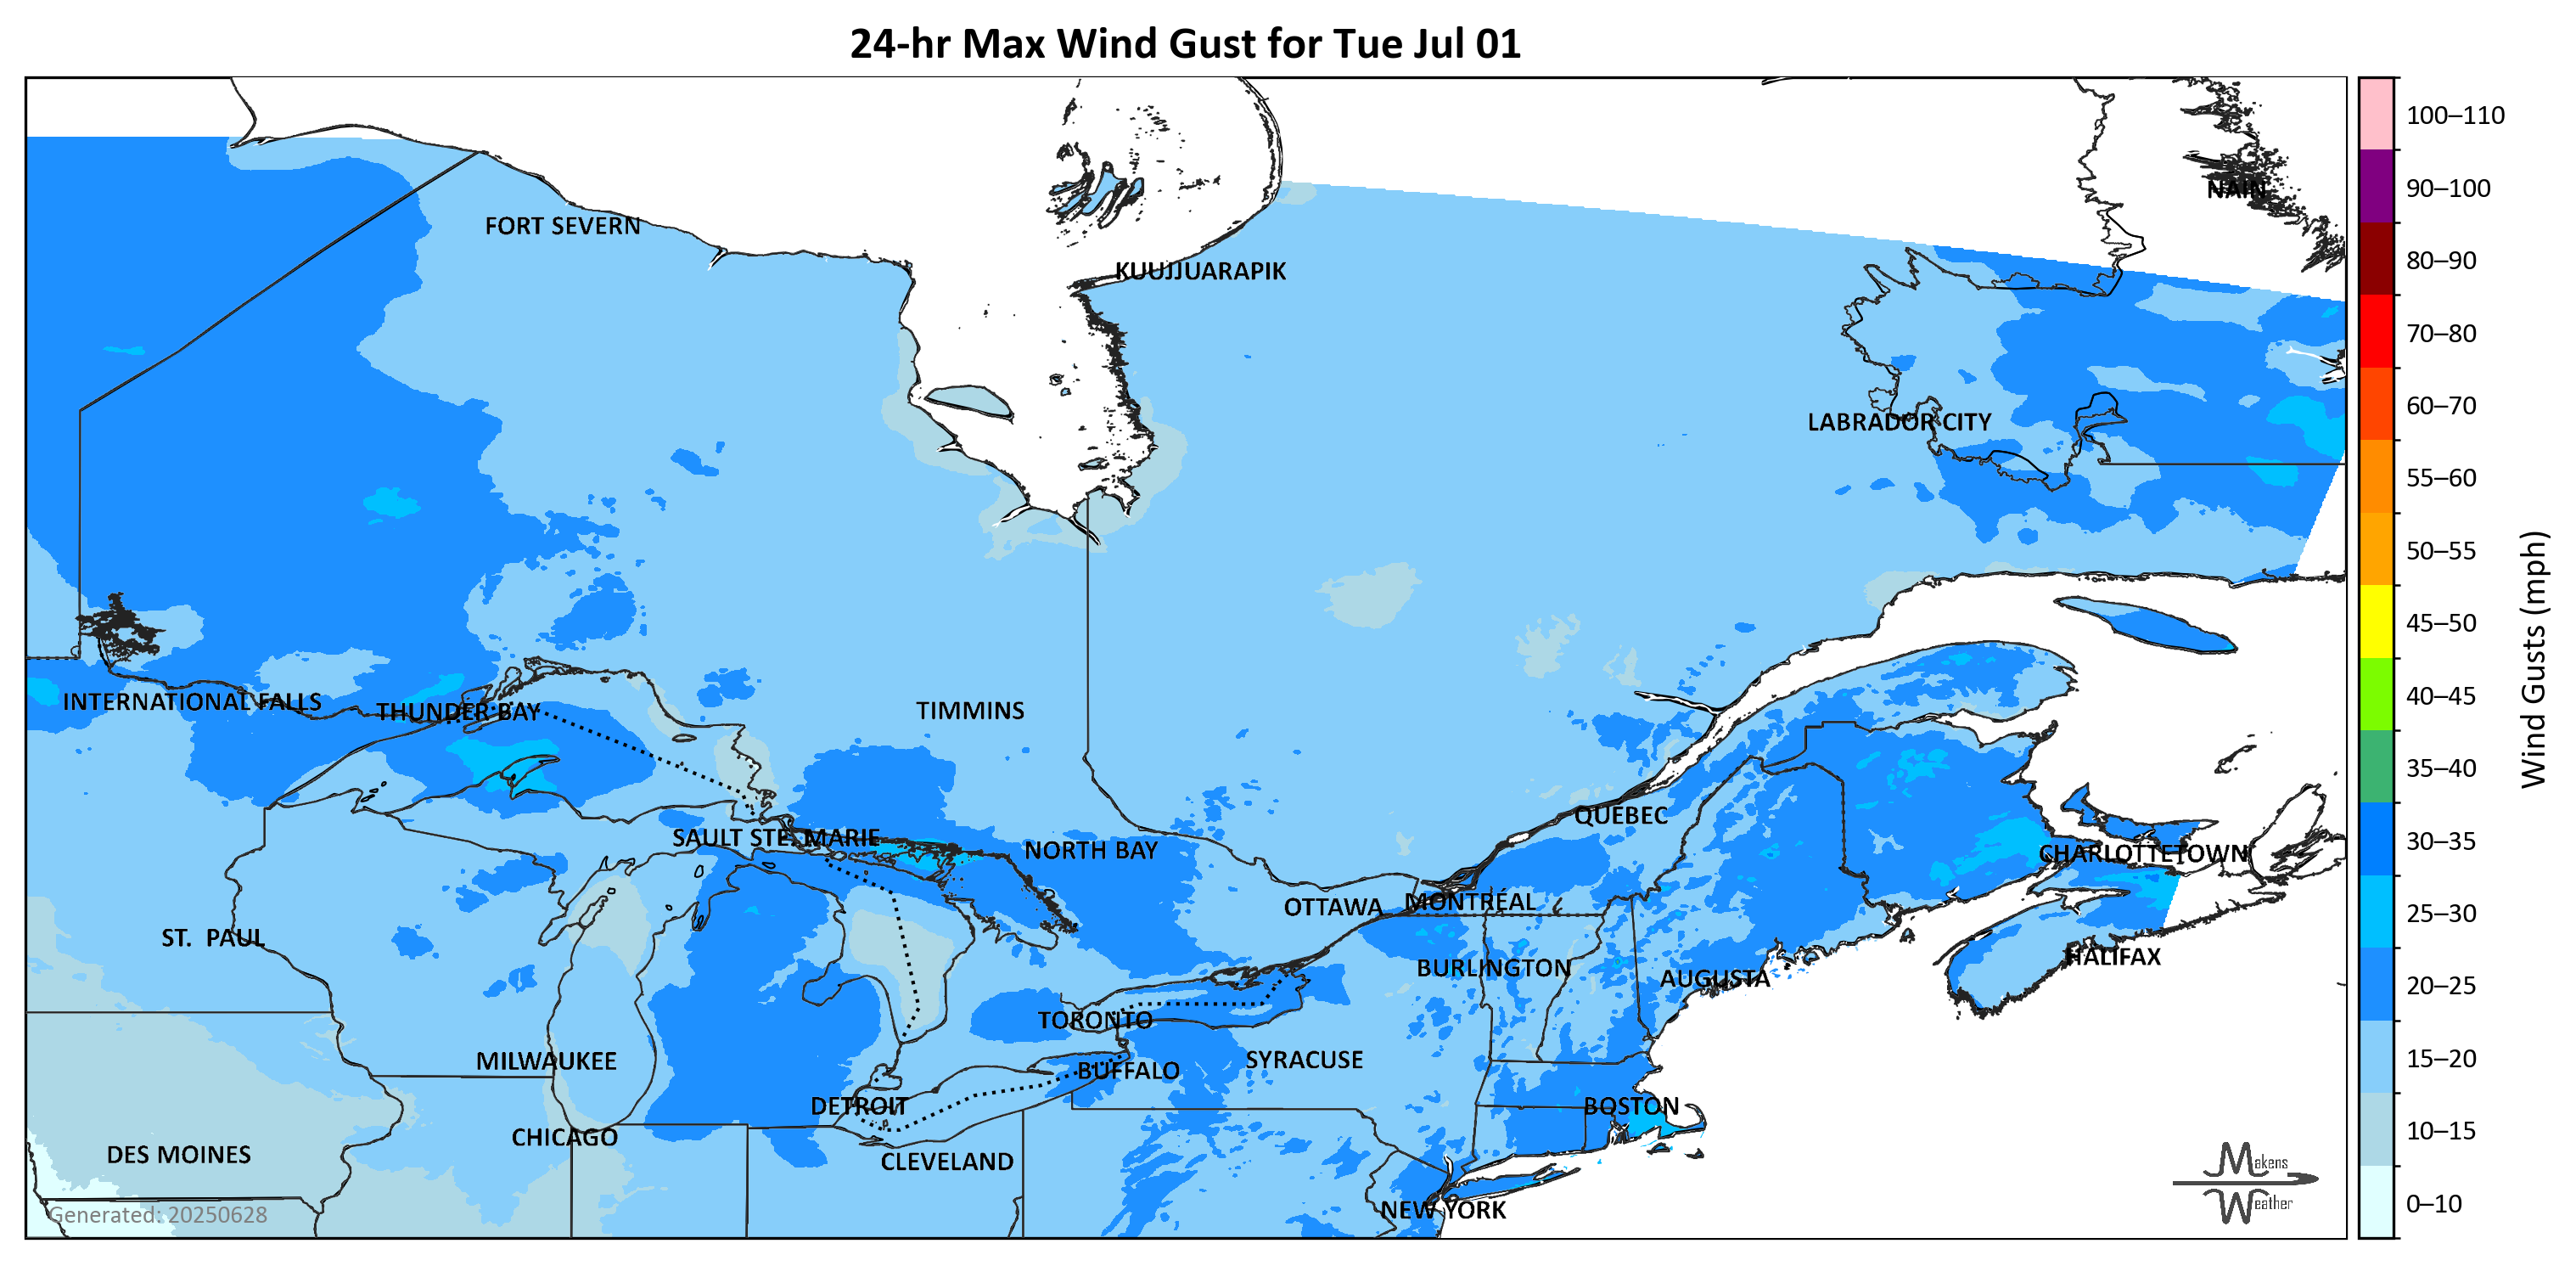 24-hr Max Wind Gust for Tue Jul 01
100–110
90–100
NAIN
FORT SEVERN
80–90
KUUJJUARAPIK
70–80
60–70
LABRADOR CITY
55–60
50–55
45–50
Wind Gusts (mph)
40–45
INTERNATIONAL FALLS
THUNDER BAY
TIMMINS
35–40
QUEBEC
30–35
SAULT STE. MARIE
NORTH BAY
CHARLOTTETOWN
25–30
OTTAWA
MONTRÉAL
ST. PAUL
HALIFAX
BURLINGTON
AUGUSTA
20–25
TORONTO
MILWAUKEE
SYRACUSE
15–20
BUFFALO
DETROIT
BOSTON
10–15
CHICAGO
DES MOINES
CLEVELAND
Makens
Weather
0–10
NEW YORK
Generated: 20250628